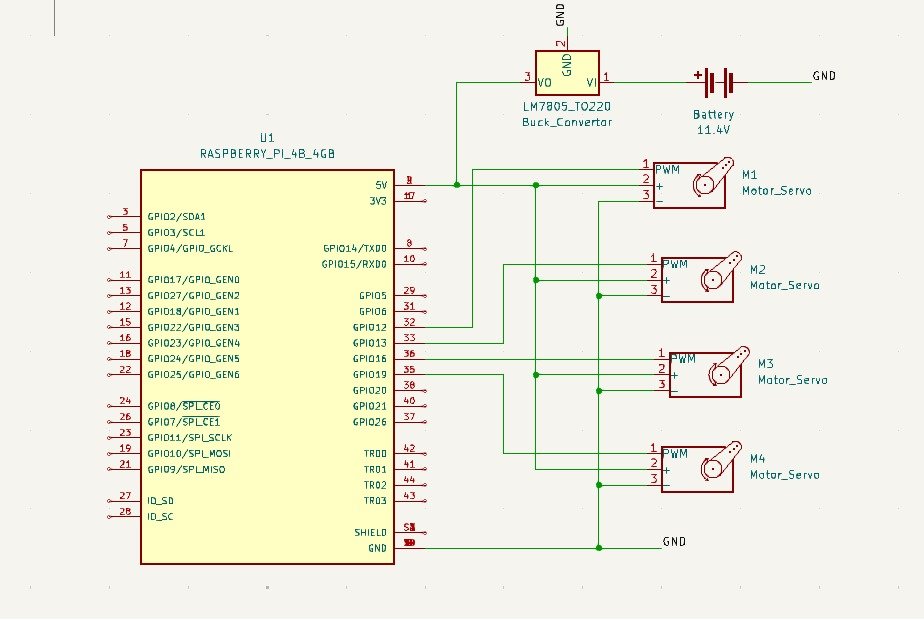 GND
2
GND
3 VO VI 1
GND
LM7805_TO220
Buck_Convertor
+
Battery
11.4V
U1
RASPBERRY_PI_4B_4GB
1 PWM
2 +
3 -
M1
Motor_Servo
5V
3V3 17
3 GPIO2/SDA1
5 GPIO3/SCL1
7 GPIO4/GPIO_GCKL
GPIO14/TXD0 8
GPIO15/RXD0 10
1 PWM
2 +
3 -
M2
Motor_Servo
11 GPIO17/GPIO_GEN0
13 GPIO27/GPIO_GEN2
12 GPIO18/GPIO_GEN1
15 GPIO22/GPIO_GEN3
16 GPIO23/GPIO_GEN4
18 GPIO24/GPIO_GEN5
22 GPIO25/GPIO_GEN6
GPIO5 29
GPIO6 31
GPIO12 32
GPIO13 33
GPIO16 36
GPIO19 35
GPIO20 38
GPIO21 40
GPIO26 37
1 PWM
2 +
3 -
M3
Motor_Servo
24 GPIO8/SPI_CE0
26 GPIO7/SPI_CE1
23 GPIO11/SPI_SCLK
19 GPIO10/SPI_MOSI
21 GPIO9/SPI_MISO
TR00 42
TR01 41
TR02 44
TR03 43
1 PWM
2 +
3 -
M4
Motor_Servo
27 ID_SD
28 ID_SC
SHIELD
GND
GND